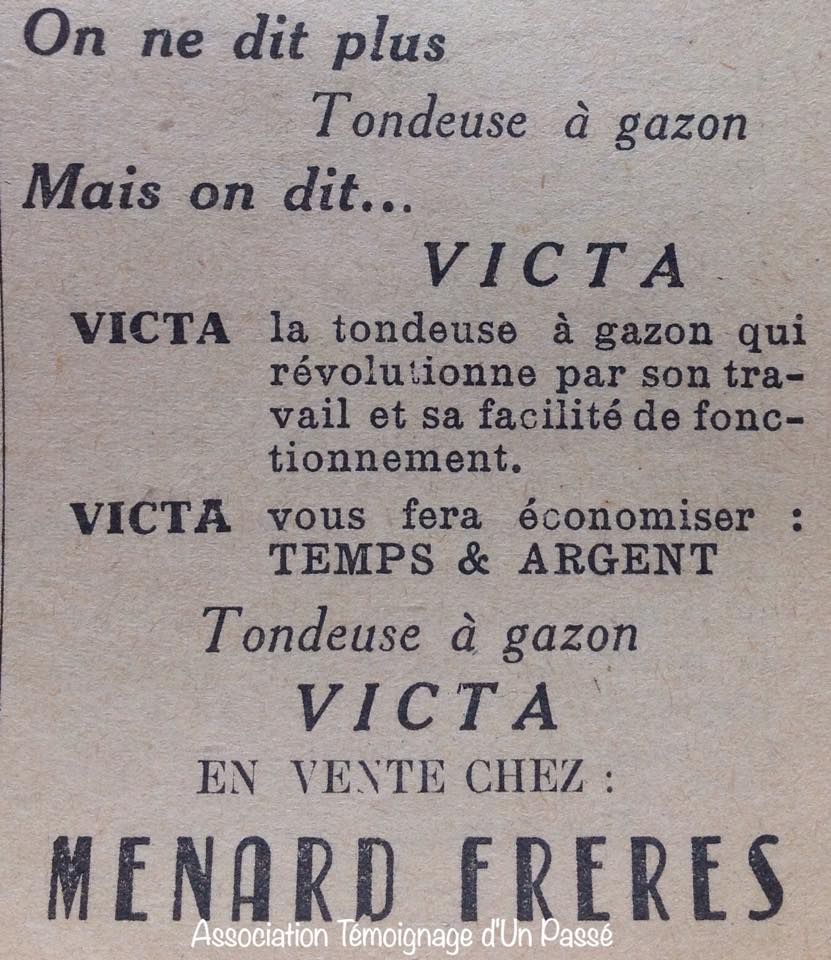 On ne dit plus
Tondeuse à gazon
Mais on dit...
VICTA
VICTA la tondeuse à gazon qui
révolutionne par son tra-
vail et sa facilité de fonc-
tionnement.
VICTA vous fera économiser :
TEMPS & ARGENT
Tondeuse à gazon
VICTA
EN VENTE CHEZ :
MENARD FRERES
Association Témoignage d'Un Passé